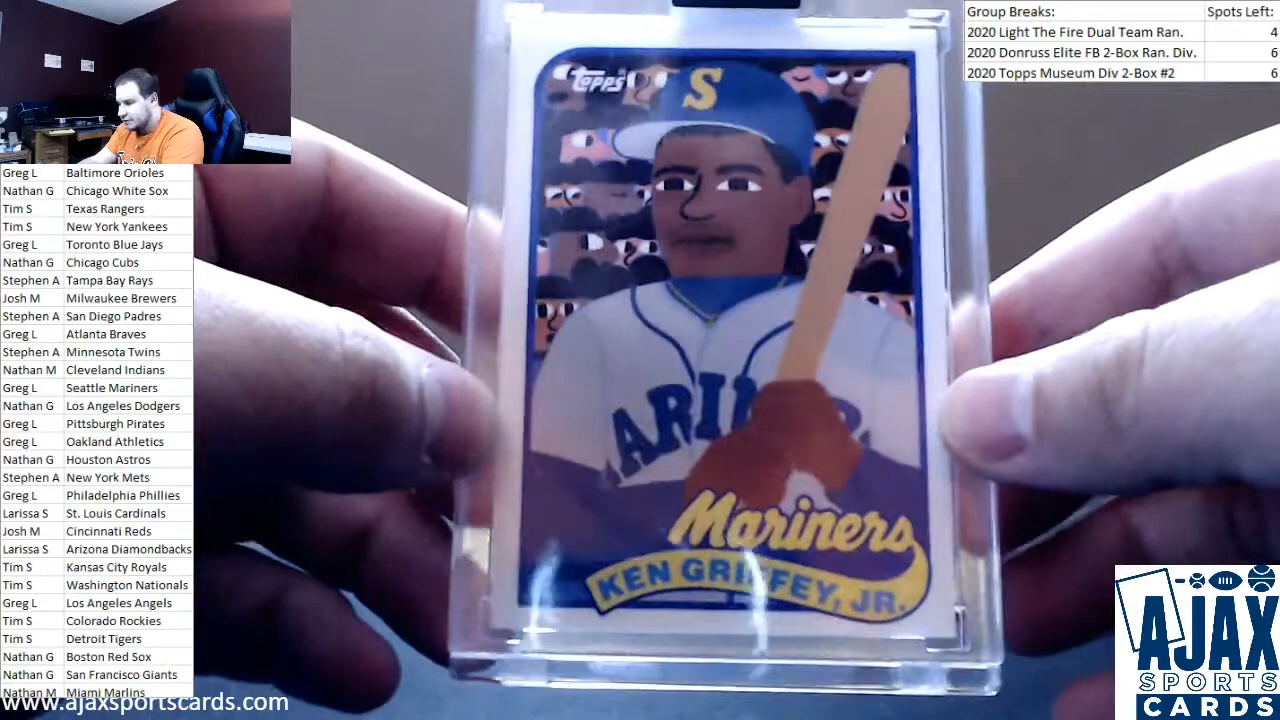 Group Breaks: Spots Left:
2020 Light The Fire Dual Team Ran. 4
2020 Donruss Elite FB 2-Box Ran. Div. 6
2020 Topps Museum Div 2-Box #2 6
Greg L Baltimore Orioles
Nathan G Chicago White Sox
Tim S Texas Rangers
Tim S New York Yankees
Greg L Toronto Blue Jays
Nathan G Chicago Cubs
Stephen A Tampa Bay Rays
Josh M Milwaukee Brewers
Stephen A San Diego Padres
Greg L Atlanta Braves
Stephen A Minnesota Twins
Nathan M Cleveland Indians
Greg L Seattle Mariners
Nathan G Los Angeles Dodgers
Greg L Pittsburgh Pirates
Greg L Oakland Athletics
Nathan G Houston Astros
Stephen A New York Mets
Greg L Philadelphia Phillies
Larissa S St. Louis Cardinals
Josh M Cincinnati Reds
Larissa S Arizona Diamondbacks
Tim S Kansas City Royals
Tim S Washington Nationals
Greg L Los Angeles Angels
Tim S Colorado Rockies
Tim S Detroit Tigers
Nathan G Boston Red Sox
Nathan G San Francisco Giants
Nathan M Miami Marlins
www.ajaxsportscards.com
Topps
S
ARINER
Mariners
KEN GRIFFEY, JR.
AJAX
SPORTS
CARDS